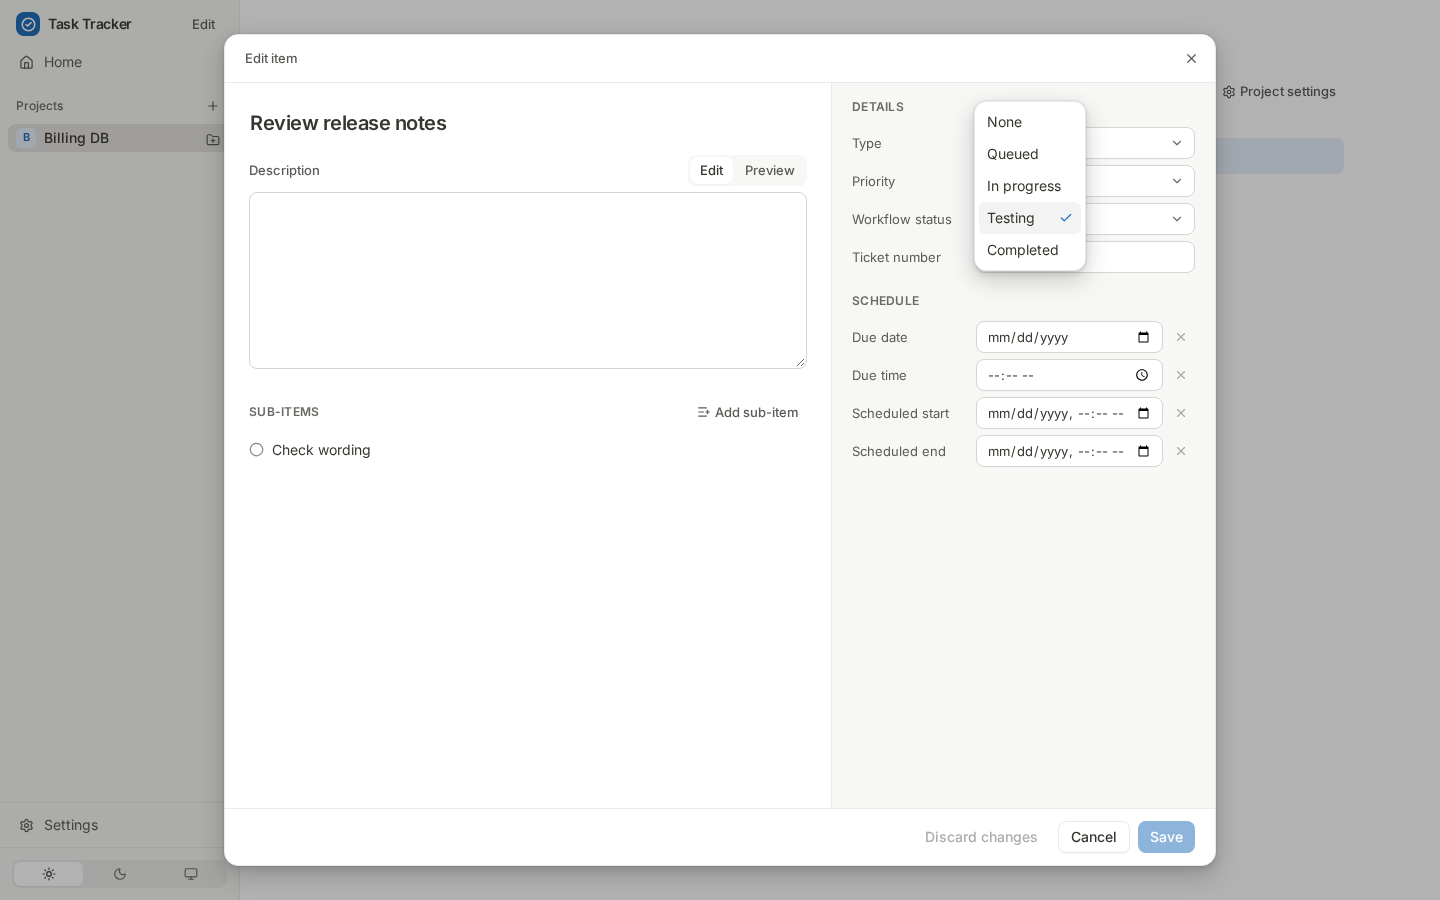 Task Tracker
Edit
Home
Projects
B
Billing DB
Settings
Project settings
Edit item
Review release notes
Description
Edit
Preview
SUB-ITEMS
Add sub-item
Check wording
DETAILS
Type
Priority
Workflow status
Ticket number
None
Queued
In progress
Testing
Completed
SCHEDULE
Due date
mm/dd/yyyy
Due time
--:-- --
Scheduled start
mm/dd/yyyy, --:-- --
Scheduled end
mm/dd/yyyy, --:-- --
Discard changes
Cancel
Save